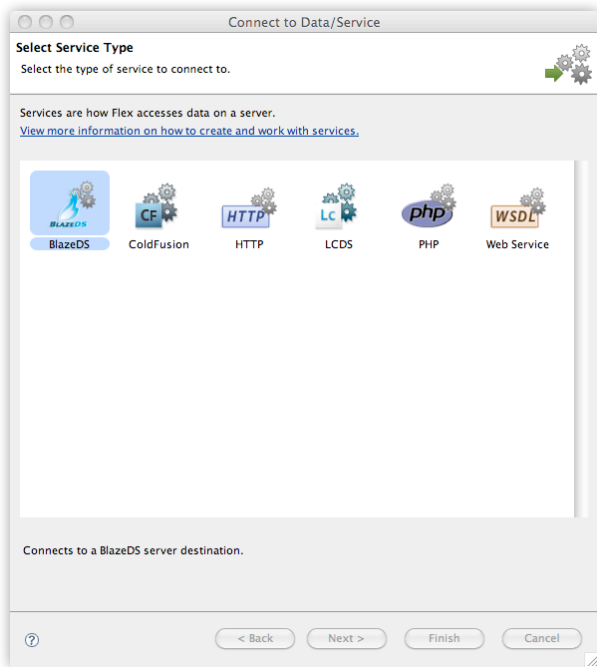 Connect to Data/Service
Select Service Type
Select the type of service to connect to.
Services are how Flex accesses data on a server.
View more information on how to create and work with services.
BLAZEDS CF HTTP LC php WSDL
BlazeDS ColdFusion HTTP LCDS PHP Web Service
Connects to a BlazeDS server destination.
? < Back Next > Finish Cancel